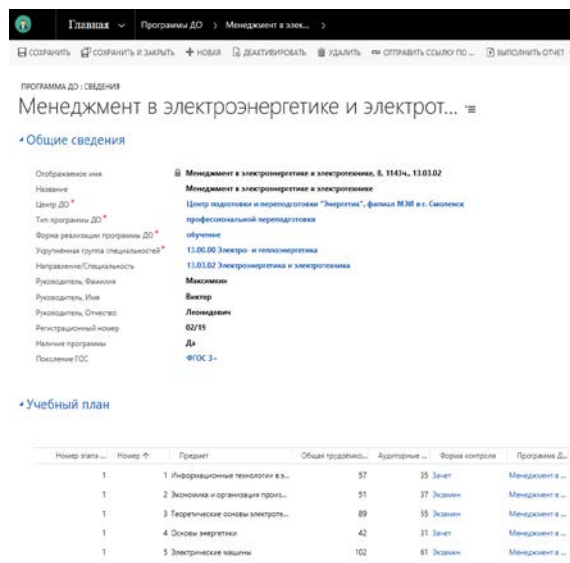 Главная Программы ДО Менеджмент в элек...
СОХРАНИТЬ СОХРАНИТЬ И ЗАКРЫТЬ + НОВАЯ ДЕАКТИВИРОВАТЬ УДАЛИТЬ ОТПРАВИТЬ ССЫЛКУ ПО ... ВЫПОЛНИТЬ ОТЧЕТ
ПРОГРАММА ДО : СВЕДЕНИЯ
Менеджмент в электроэнергетике и электрот...
Общие сведения
Отображаемое имя Менеджмент в электроэнергетике и электротехнике, 8, 1143ч., 13.03.02
Название Менеджмент в электроэнергетике и электротехнике
Центр ДО * Центр подготовки и переподготовки "Энергетик", филиал МЭИ в г. Смоленск
Тип программы ДО * профессиональной переподготовки
Форма реализации программы ДО * обучение
Укрупнённая группа специальностей * 13.00.00 Электро- и теплоэнергетика
Направление/Специальность 13.03.02 Электроэнергетика и электротехника
Руководитель, Фамилия Максимкин
Руководитель, Имя Виктор
Руководитель, Отчество Леонидович
Регистрационный номер 02/15
Наличие программы Да
Поколение ГОС ФГОС 3+
Учебный план
Номер этапа ... Номер ↑ Предмет Общая трудоёмко... Аудиторные ... Форма контроля Программа Д...
1 1 Информационные технологии в э... 57 35 Зачет Менеджмент в ...
1 2 Экономика и организация произ... 51 37 Экзамен Менеджмент в ...
1 3 Теоретические основы электроте... 89 55 Экзамен Менеджмент в ...
1 4 Основы энергетики 42 31 Зачет Менеджмент в ...
1 5 Электрические машины 102 61 Экзамен Менеджмент в ...